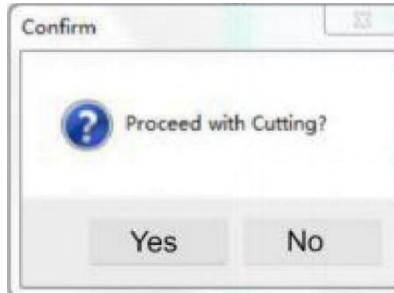 Confirm
Proceed with Cutting?
Yes No